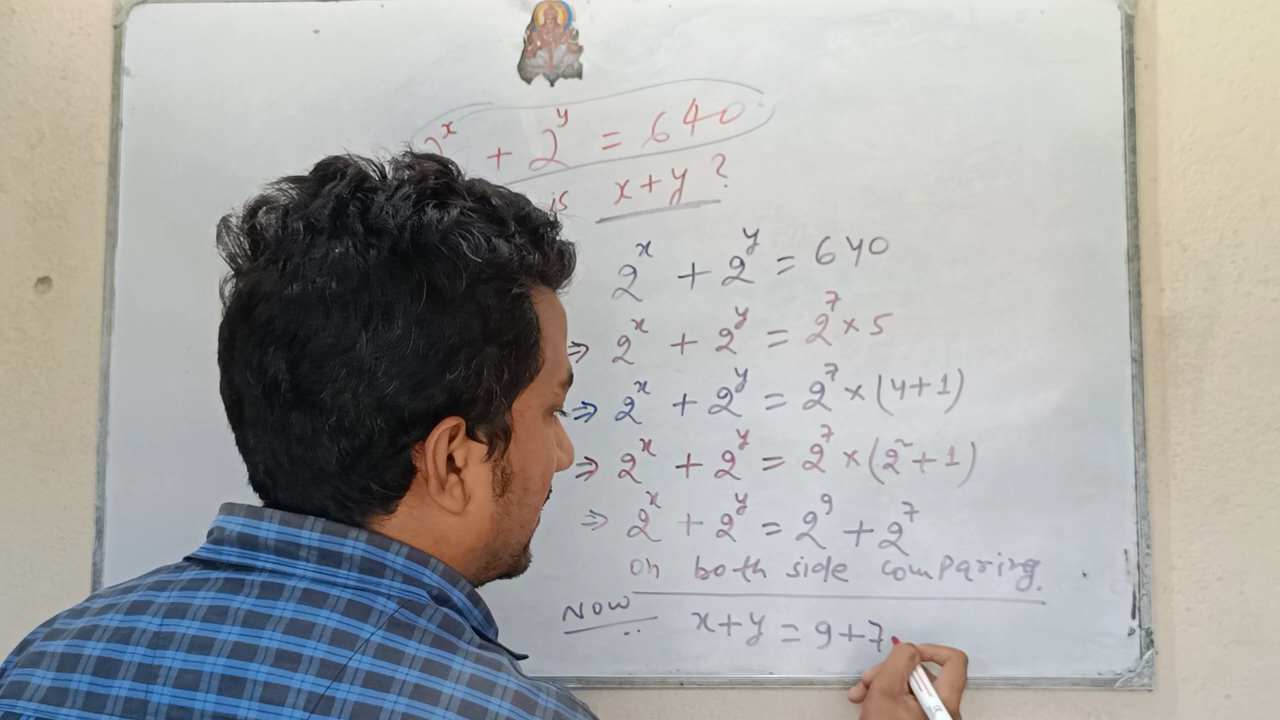 2^x + 2^y = 640
is x+y ?
2^x + 2^y = 640
⇒ 2^x + 2^y = 2^7 × 5
⇒ 2^x + 2^y = 2^7 × (4+1)
⇒ 2^x + 2^y = 2^7 × (2^2 + 1)
⇒ 2^x + 2^y = 2^9 + 2^7
on both side comparing.
NOW x+y = 9+7